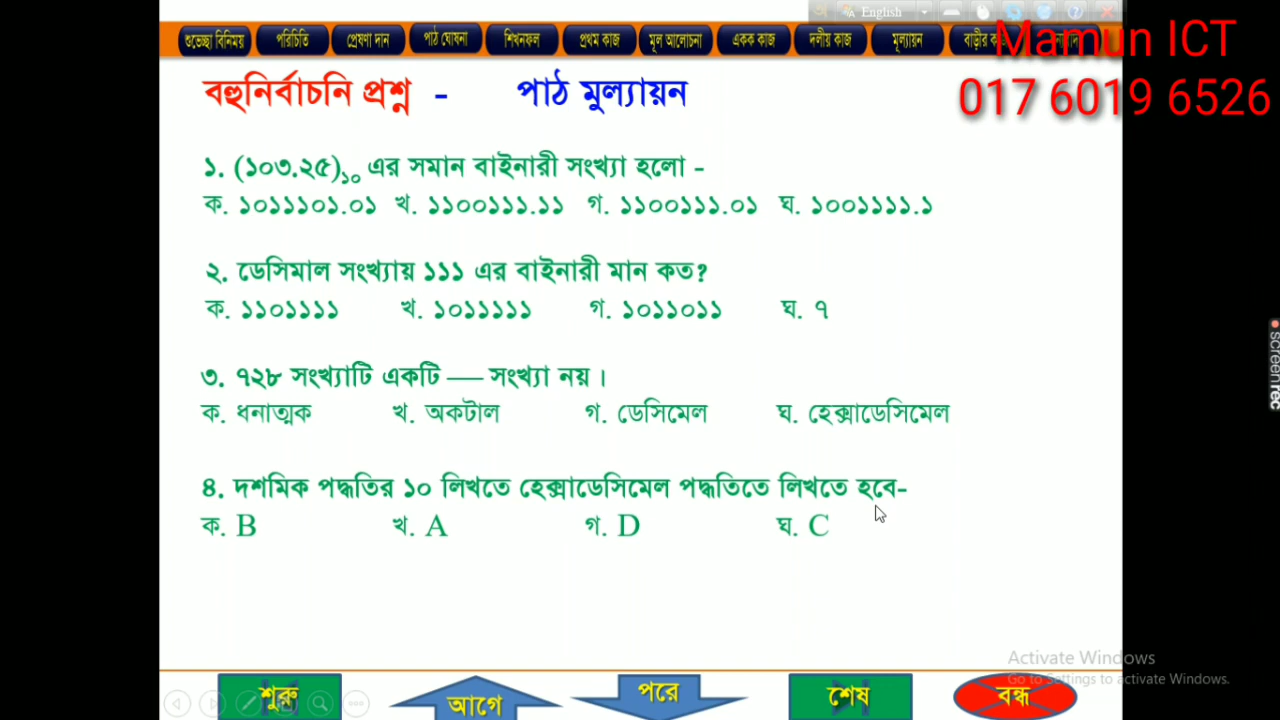 English
শুভেচ্ছা বিনিময় পরিচিতি প্রেষণা দান পাঠ ঘোষনা শিখনফল প্রথম কাজ মূল আলোচনা একক কাজ দলীয় কাজ মূল্যায়ন বাড়ীর
Mamun ICT
017 6019 6526
বহুনির্বাচনি প্রশ্ন - পাঠ মুল্যায়ন
১. (১০৩.২৫)১০ এর সমান বাইনারী সংখ্যা হলো -
ক. ১০১১১০১.০১ খ. ১১০০১১১.১১ গ. ১১০০১১১.০১ ঘ. ১০০১১১১.১
২. ডেসিমাল সংখ্যায় ১১১ এর বাইনারী মান কত?
ক. ১১০১১১১ খ. ১০১১১১১ গ. ১০১১০১১ ঘ. ৭
৩. ৭২৮ সংখ্যাটি একটি — সংখ্যা নয় ।
ক. ধনাত্মক খ. অকটাল গ. ডেসিমেল ঘ. হেক্সাডেসিমেল
৪. দশমিক পদ্ধতির ১০ লিখতে হেক্সাডেসিমেল পদ্ধতিতে লিখতে হবে-
ক. B খ. A গ. D ঘ. C
screenrec
Activate Windows
Go to Settings to activate Windows.
শুরু আগে পরে শেষ বন্ধ